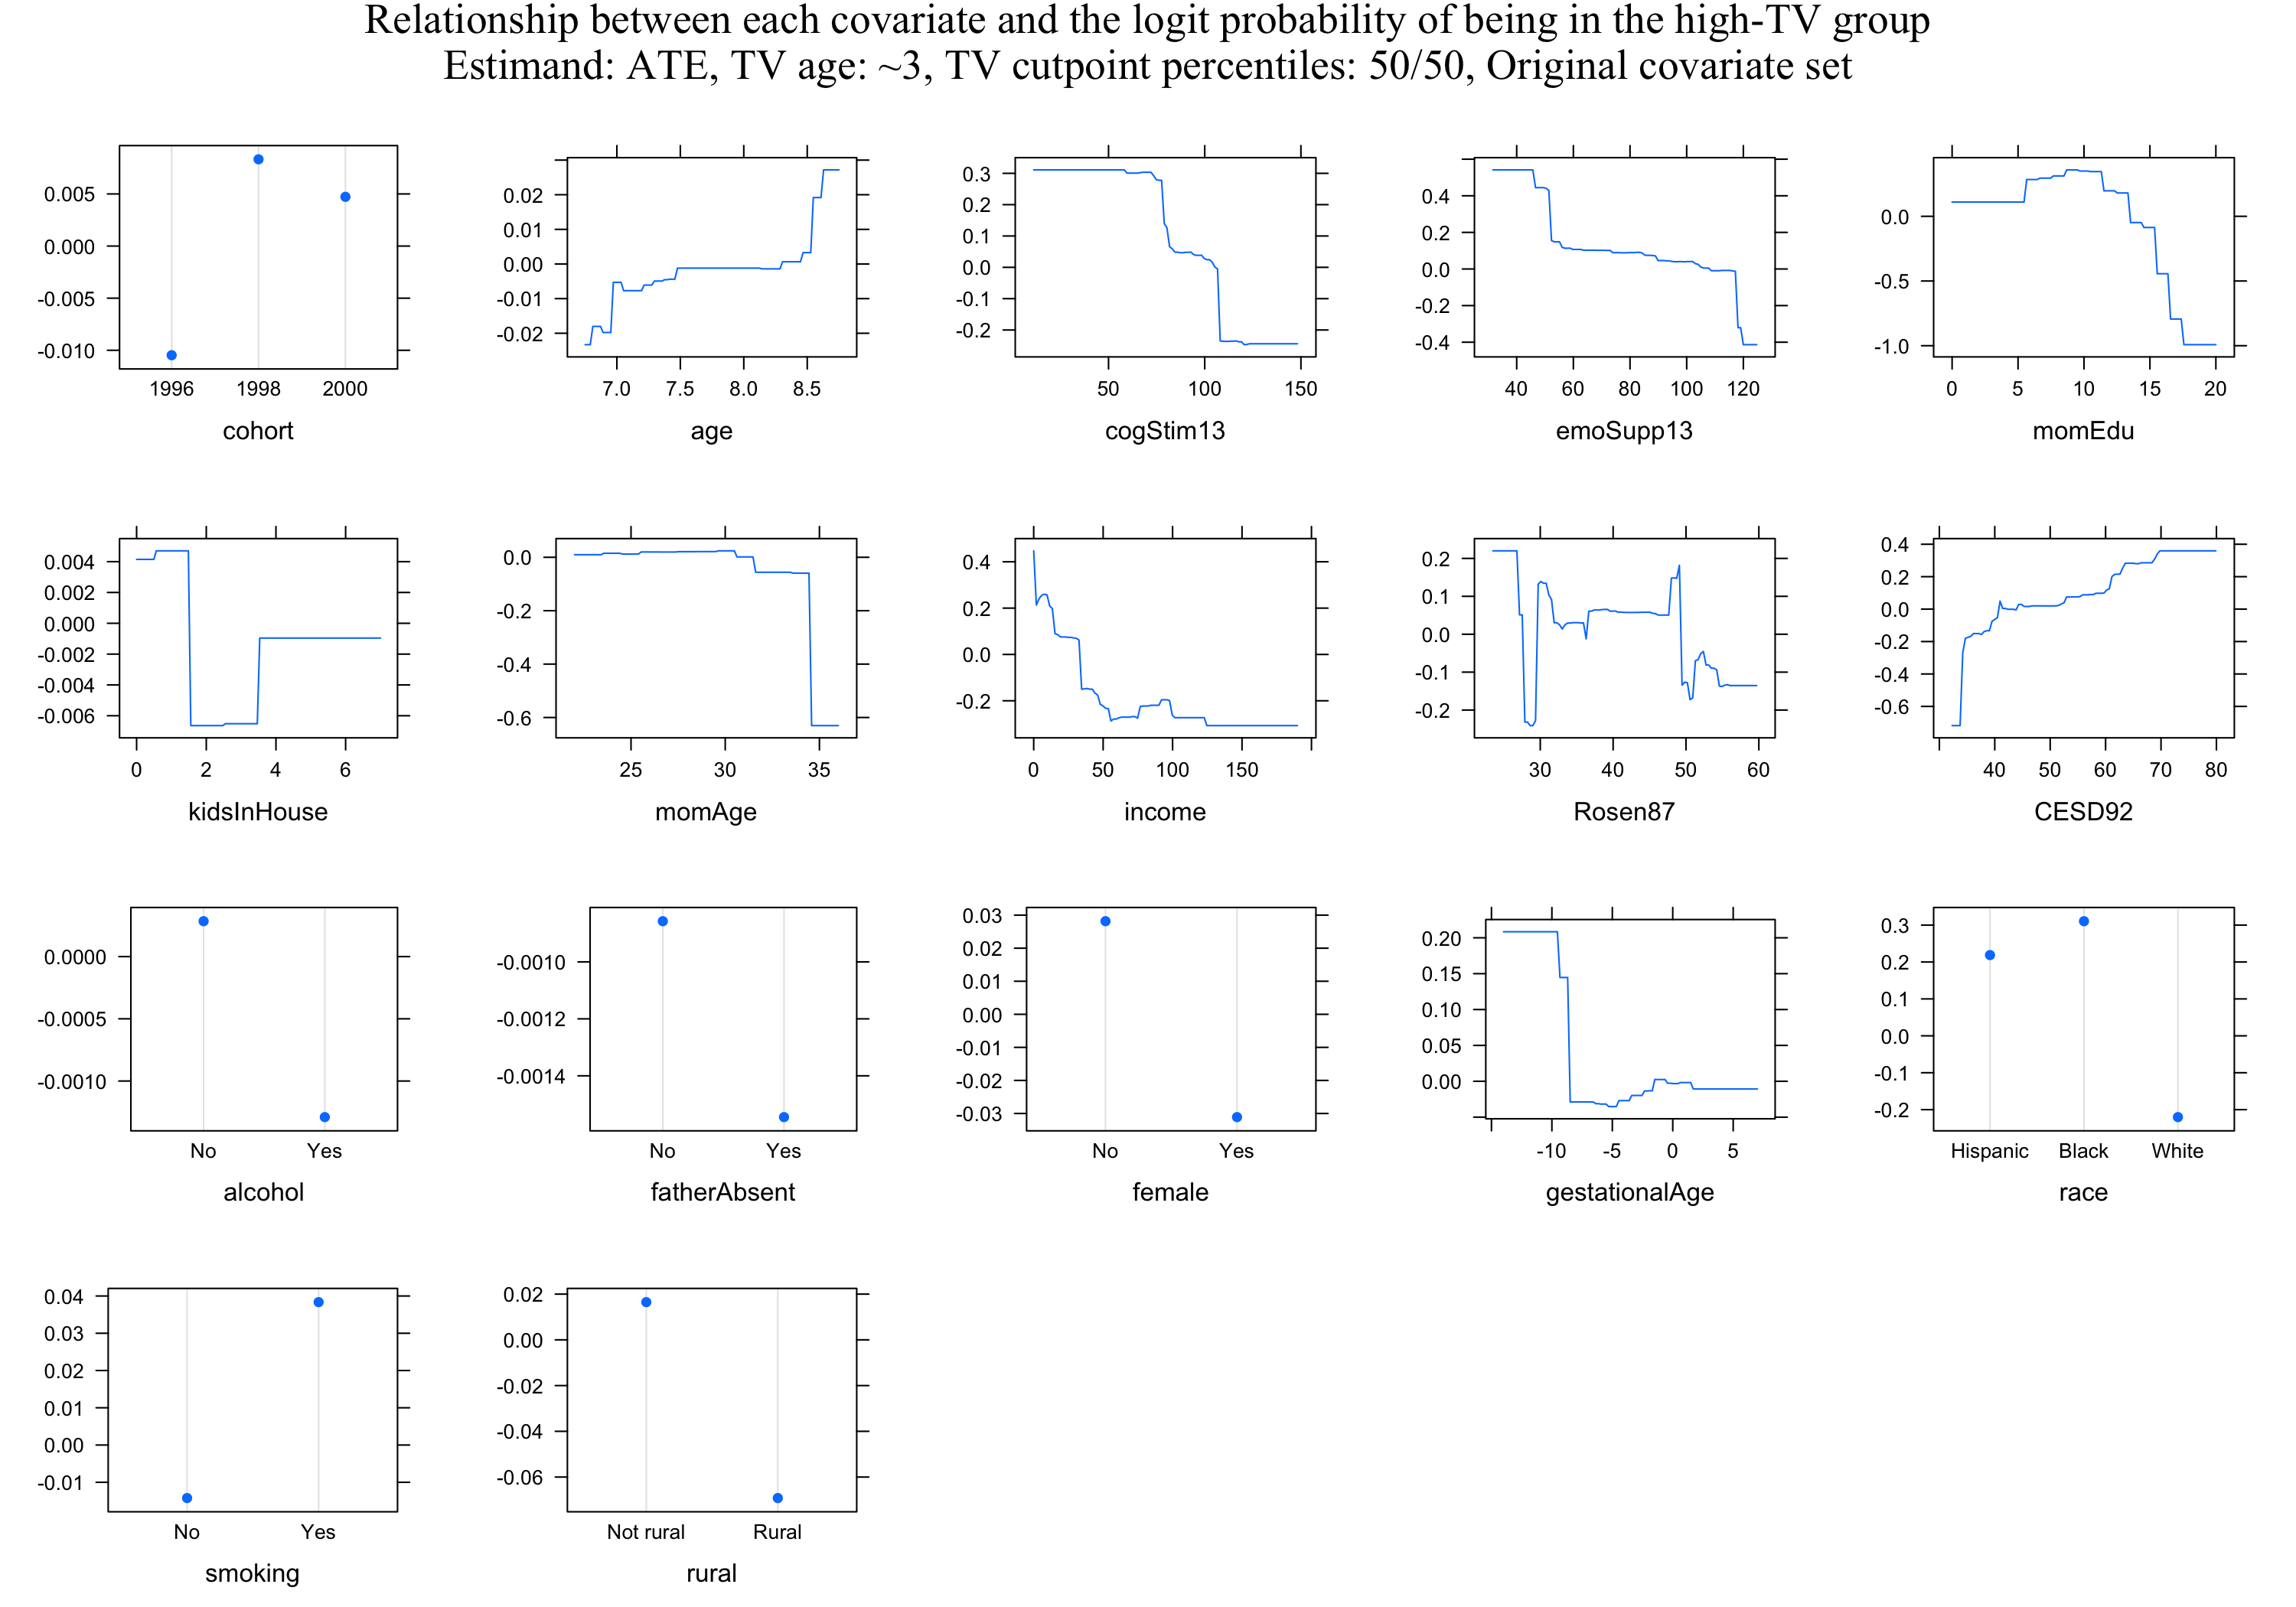 Relationship between each covariate and the logit probability of being in the high-TV group
Estimand: ATE, TV age: ~3, TV cutpoint percentiles: 50/50, Original covariate set
0.005
0.000
-0.005
-0.010
1996 1998 2000
cohort
0.02
0.01
0.00
-0.01
-0.02
7.0 7.5 8.0 8.5
age
0.3
0.2
0.1
0.0
-0.1
-0.2
50 100 150
cogStim13
0.4
0.2
0.0
-0.2
-0.4
40 60 80 100 120
emoSupp13
0.0
-0.5
-1.0
0 5 10 15 20
momEdu
0.004
0.002
0.000
-0.002
-0.004
-0.006
0 2 4 6
kidsInHouse
0.0
-0.2
-0.4
-0.6
25 30 35
momAge
0.4
0.2
0.0
-0.2
0 50 100 150
income
0.2
0.1
0.0
-0.1
-0.2
30 40 50 60
Rosen87
0.4
0.2
0.0
-0.2
-0.4
-0.6
40 50 60 70 80
CESD92
0.0000
-0.0005
-0.0010
No Yes
alcohol
-0.0010
-0.0012
-0.0014
No Yes
fatherAbsent
0.03
0.02
0.01
0.00
-0.01
-0.02
-0.03
No Yes
female
0.20
0.15
0.10
0.05
0.00
-10 -5 0 5
gestationalAge
0.3
0.2
0.1
0.0
-0.1
-0.2
Hispanic Black White
race
0.04
0.03
0.02
0.01
0.00
-0.01
No Yes
smoking
0.02
0.00
-0.02
-0.04
-0.06
Not rural Rural
rural